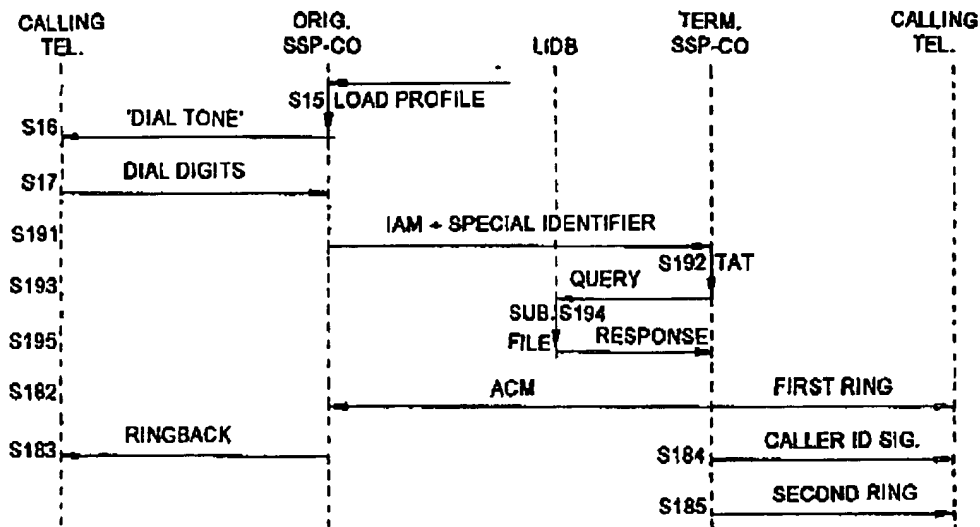 CALLING TEL.
ORIG. SSP-CO
LIDB
TERM. SSP-CO
CALLING TEL.
S15 LOAD PROFILE
S16 'DIAL TONE'
S17 DIAL DIGITS
S191 IAM + SPECIAL IDENTIFIER
S192 TAT
S193 QUERY
SUB. S194
FILE
S195 RESPONSE
S182 ACM FIRST RING
S183 RINGBACK
S184 CALLER ID SIG.
S185 SECOND RING